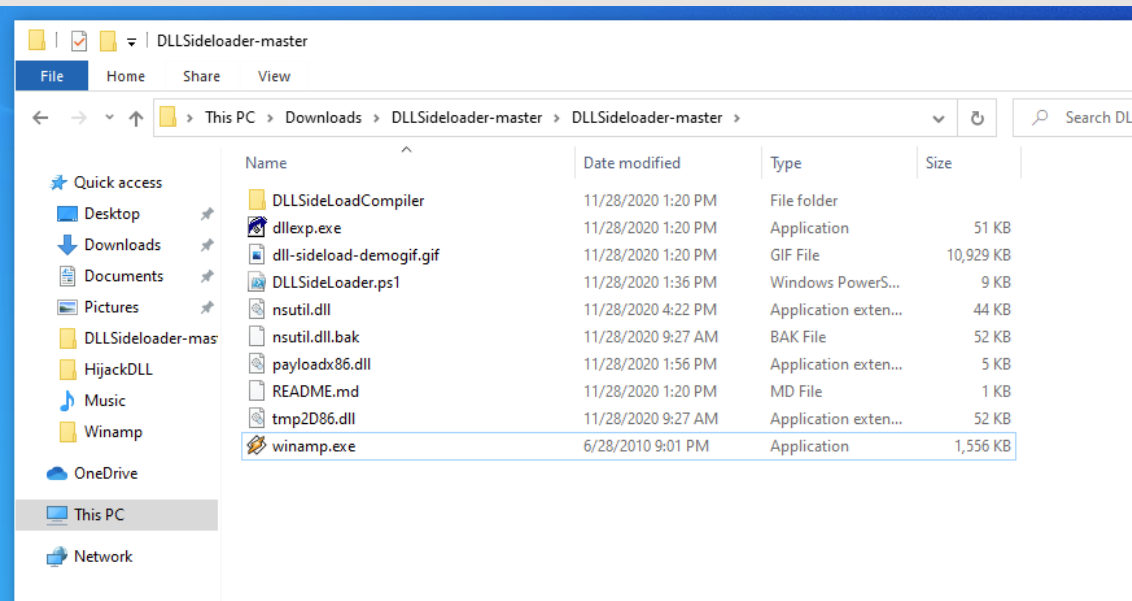 DLLSideloader-master
File Home Share View
This PC > Downloads > DLLSideloader-master > DLLSideloader-master >
Search DL
Name Date modified Type Size
Quick access
Desktop
Downloads
Documents
Pictures
DLLSideloader-mas
HijackDLL
Music
Winamp
OneDrive
This PC
Network
DLLSideLoadCompiler 11/28/2020 1:20 PM File folder
dllexp.exe 11/28/2020 1:20 PM Application 51 KB
dll-sideload-demogif.gif 11/28/2020 1:20 PM GIF File 10,929 KB
DLLSideLoader.ps1 11/28/2020 1:36 PM Windows PowerS... 9 KB
nsutil.dll 11/28/2020 4:22 PM Application exten... 44 KB
nsutil.dll.bak 11/28/2020 9:27 AM BAK File 52 KB
payloadx86.dll 11/28/2020 1:56 PM Application exten... 5 KB
README.md 11/28/2020 1:20 PM MD File 1 KB
tmp2D86.dll 11/28/2020 9:27 AM Application exten... 52 KB
winamp.exe 6/28/2010 9:01 PM Application 1,556 KB